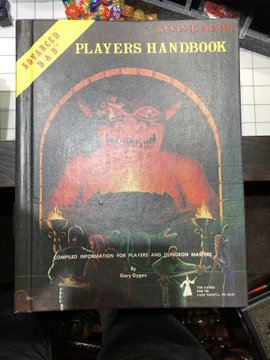 ADVANCED
D & D
PLAYERS HANDBOOK
COMPILED INFORMATION FOR PLAYERS AND DUNGEON MASTERS
By
Gary Gygax
TSR GAMES